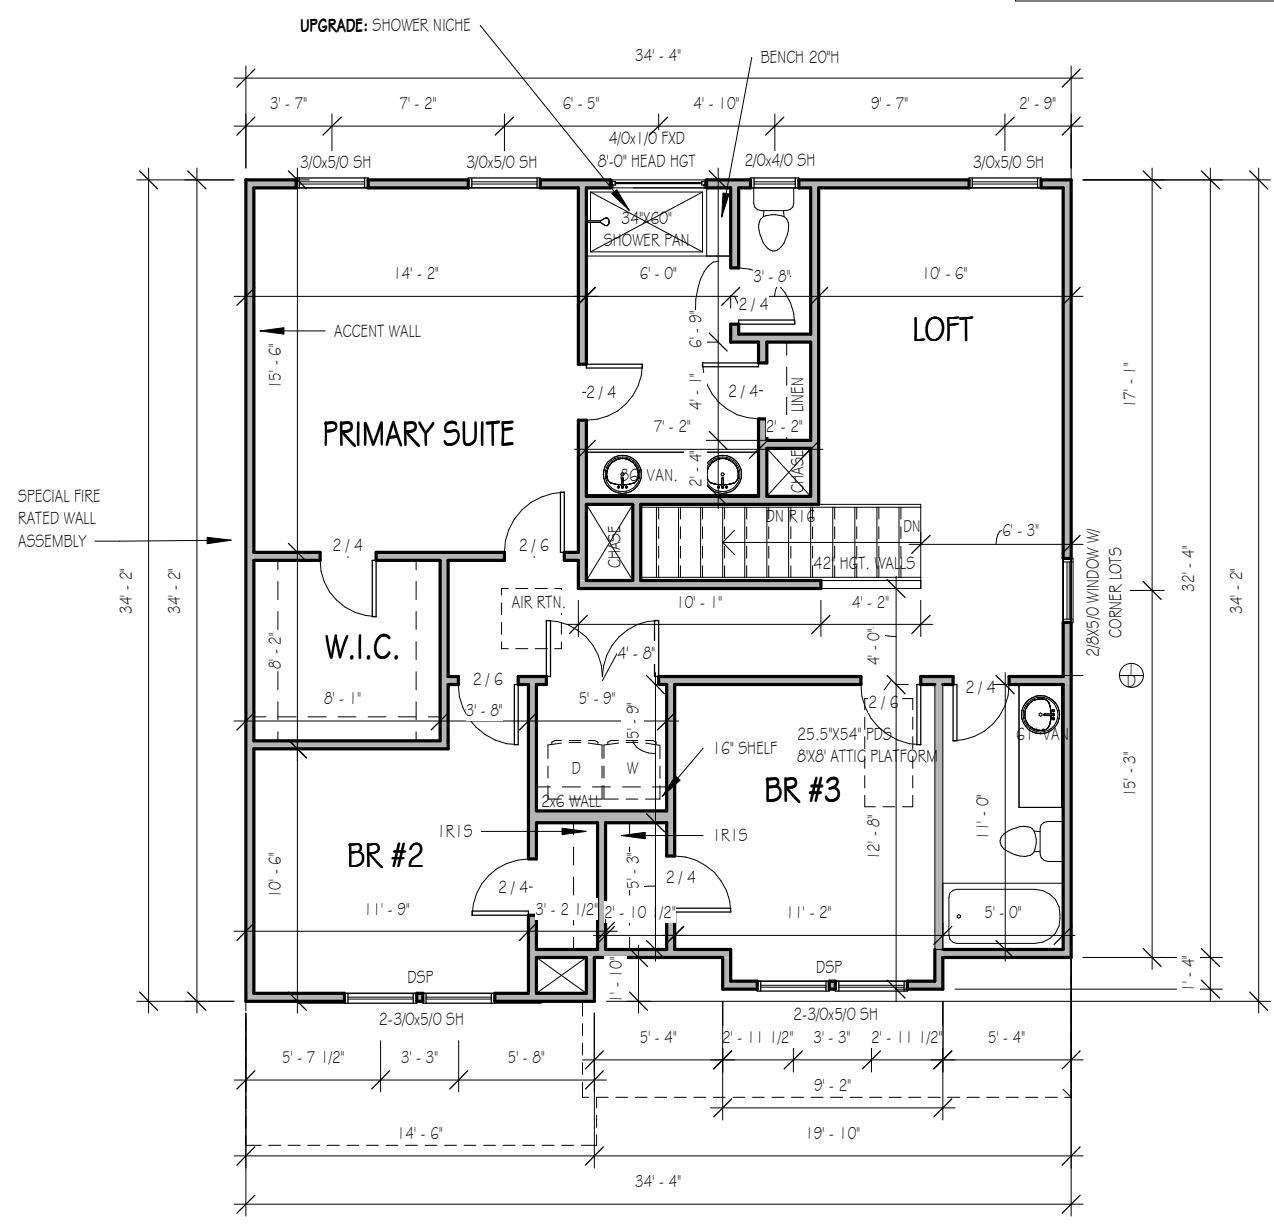 UPGRADE: SHOWER NICHE
BENCH 20"H
34' - 4"
3' - 7"
7' - 2"
6' - 5"
4' - 10"
9' - 7"
2' - 9"
4/0x1/0 FXD
8'-0" HEAD HGT
3/0x5/0 SH
3/0x5/0 SH
2/0x4/0 SH
3/0x5/0 SH
34"X60"
SHOWER PAN
14' - 2"
6' - 0"
3' - 8"
10' - 6"
2 / 4
LOFT
ACCENT WALL
6' - 9"
15' - 6"
17' - 1"
2 / 4
4' - 1"
2 / 4
LINEN
PRIMARY SUITE
7' - 2"
2' - 2"
2' - 4"
VAN.
CHASE
SPECIAL FIRE
RATED WALL
ASSEMBLY
DN R16
DN
6' - 3"
2 / 4
2 / 6
CHASE
42" HGT. WALLS
2/8X5/0 WINDOW W/
CORNER LOTS
34' - 2"
34' - 2"
32' - 4"
34' - 2"
AIR RTN.
10' - 1"
4' - 2"
W.I.C.
8' - 2"
4' - 8"
4' - 0"
8' - 1"
2 / 6
3' - 8"
5' - 9"
5' - 9"
2 / 6
2 / 4
25.5"X54" PDS
8'X8' ATTIC PLATFORM
VAN
16" SHELF
D
W
BR #3
15' - 3"
2x6 WALL
1R1S
1R1S
BR #2
10' - 6"
12' - 8"
11' - 0"
2 / 4
5' - 3"
2 / 4
11' - 9"
3' - 2 1/2"
2' - 10 1/2"
11' - 2"
5' - 0"
DSP
DSP
1' - 10"
1' - 4"
2-3/0x5/0 SH
2-3/0x5/0 SH
5' - 4"
2' - 11 1/2"
3' - 3"
2' - 11 1/2"
5' - 4"
5' - 7 1/2"
3' - 3"
5' - 8"
9' - 2"
14' - 6"
19' - 10"
34' - 4"